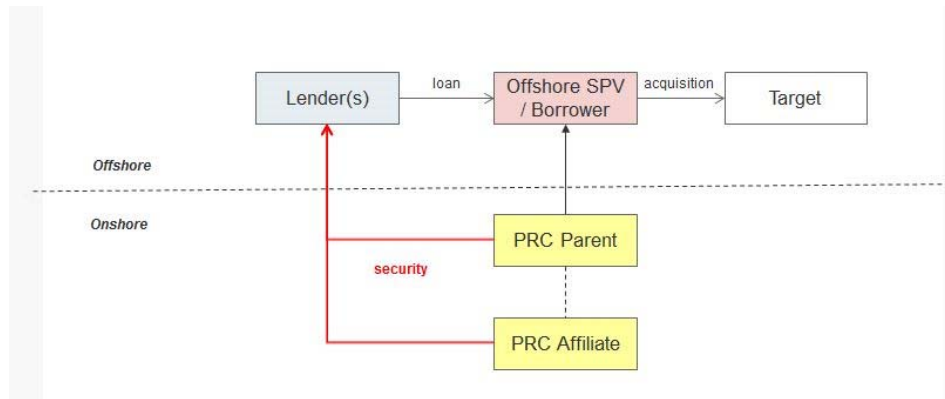 loan
acquisition
Lender(s)
Offshore SPV
/ Borrower
Target
Offshore
Onshore
PRC Parent
security
PRC Affiliate